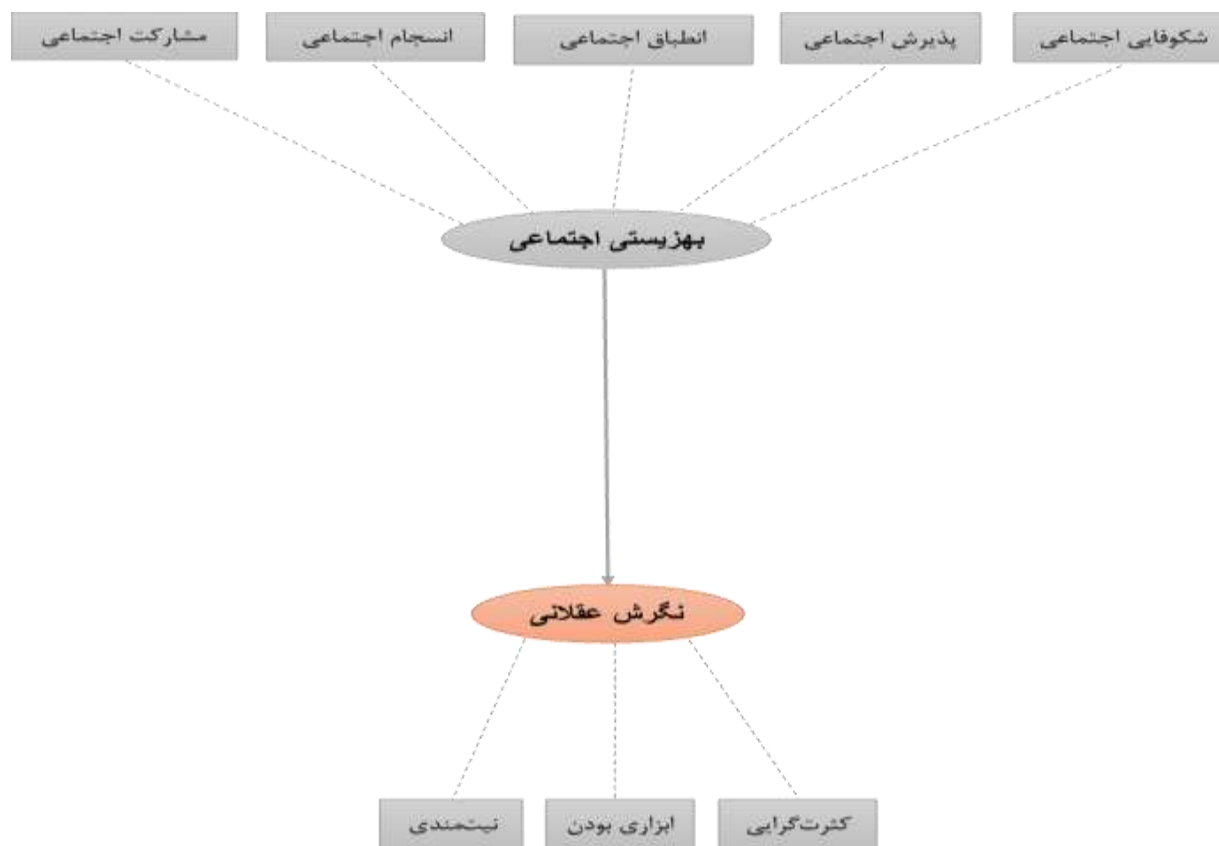 شکوفایی اجتماعی
پذیرش اجتماعی
انطباق اجتماعی
انسجام اجتماعی
مشارکت اجتماعی
بهزیستی اجتماعی
نگرش عقلانی
کثرت‌گرایی
ابزاری بودن
نیت‌مندی